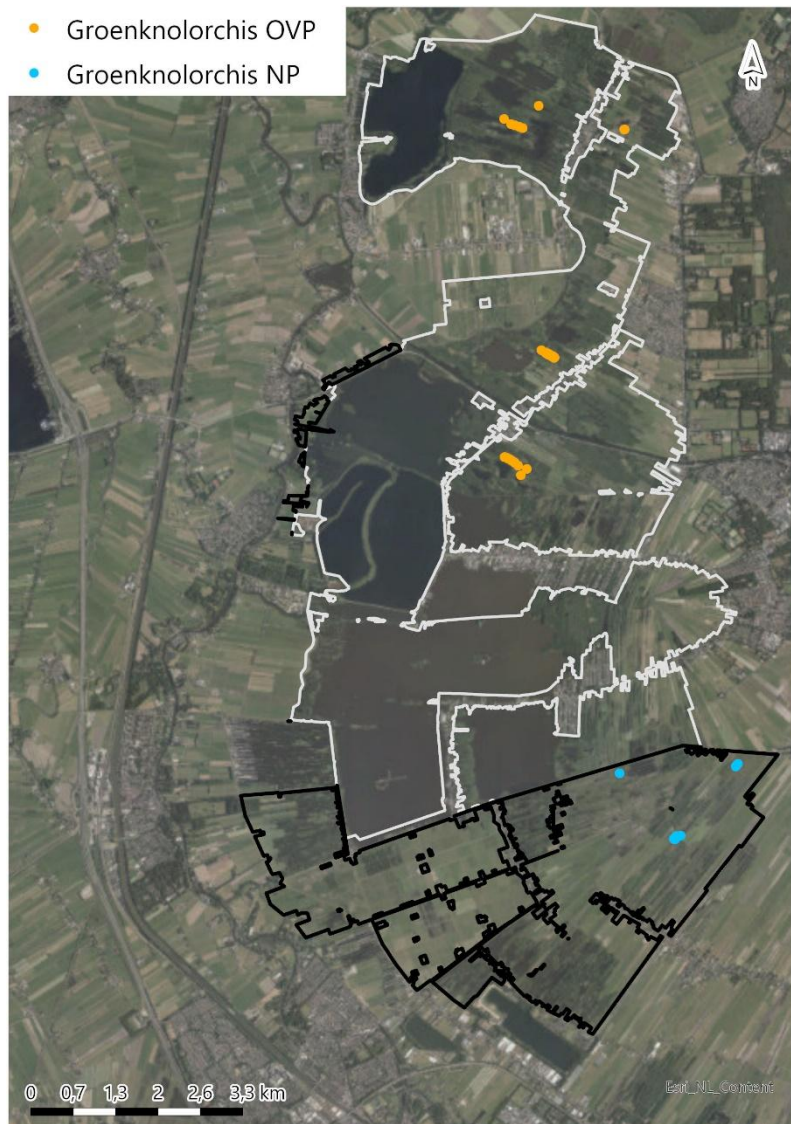 Groenknolorchis OVP
Groenknolorchis NP
N
0 0,7 1,3 2 2,6 3,3 km
Esri_NL_Content